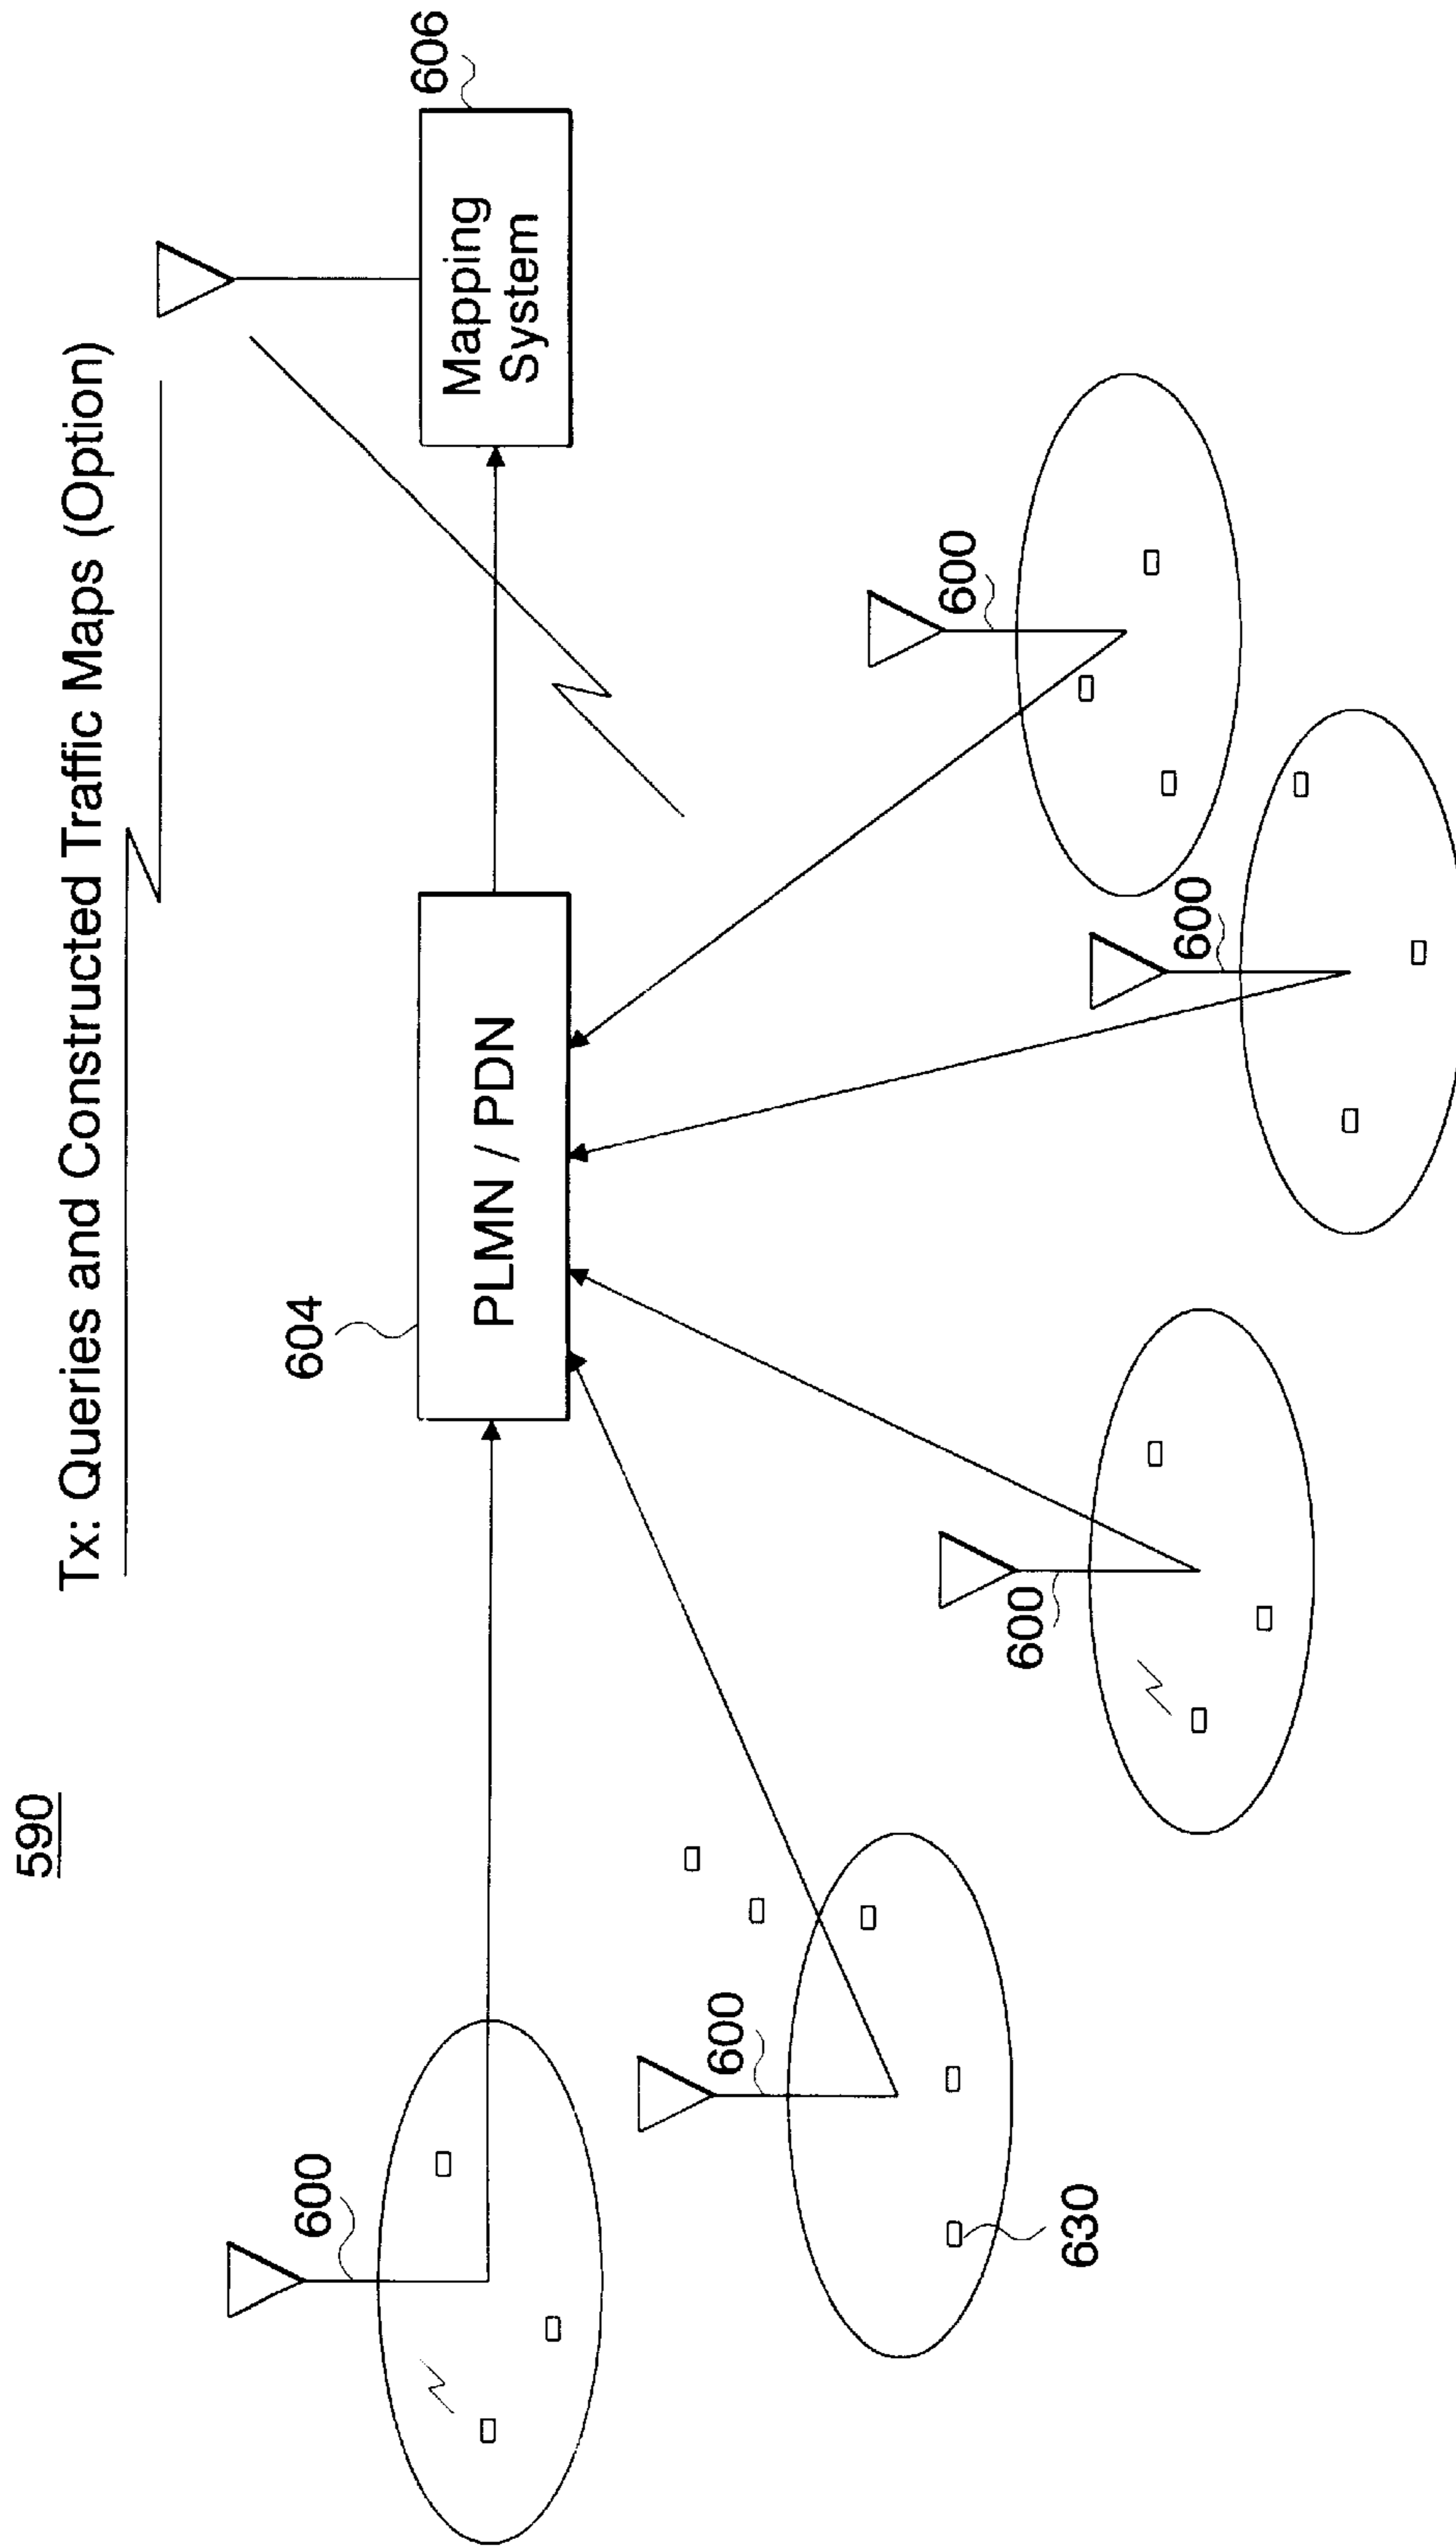 590
Tx: Queries and Constructed Traffic Maps (Option)
606
Mapping
System
604
PLMN / PDN
600
600
600
600
600
630